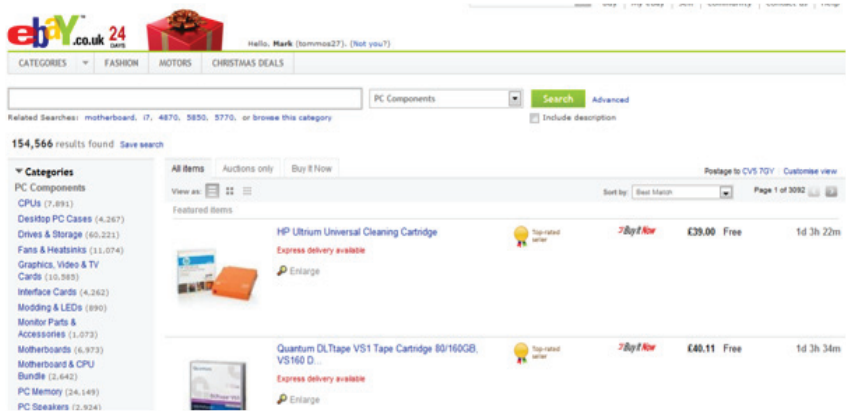 Buy My eBay Sell Community Contact us Help
ebay.co.uk 24 DAYS
Hello, Mark (tommos27). (Not you?)
CATEGORIES FASHION MOTORS CHRISTMAS DEALS
PC Components Search Advanced
Related Searches: motherboard, i7, 4870, 5850, 5770, or browse this category
Include description
154,566 results found Save search
Categories
PC Components
CPUs (7,891)
Desktop PC Cases (4,267)
Drives & Storage (60,221)
Fans & Heatsinks (11,074)
Graphics, Video & TV
Cards (10,585)
Interface Cards (4,262)
Modding & LEDs (890)
Monitor Parts &
Accessories (1,073)
Motherboards (6,973)
Motherboard & CPU
Bundle (2,642)
PC Memory (24,149)
PC Speakers (2,924)
All items Auctions only Buy It Now
Postage to CV5 7GY Customise view
View as: Sort by: Best Match Page 1 of 3092
Featured items
HP Ultrium Universal Cleaning Cartridge Top-rated seller Buy It Now £39.00 Free 1d 3h 22m
Express delivery available
Enlarge
Quantum DLTtape VS1 Tape Cartridge 80/160GB, Top-rated seller Buy It Now £40.11 Free 1d 3h 34m
VS160 D...
Express delivery available
Enlarge